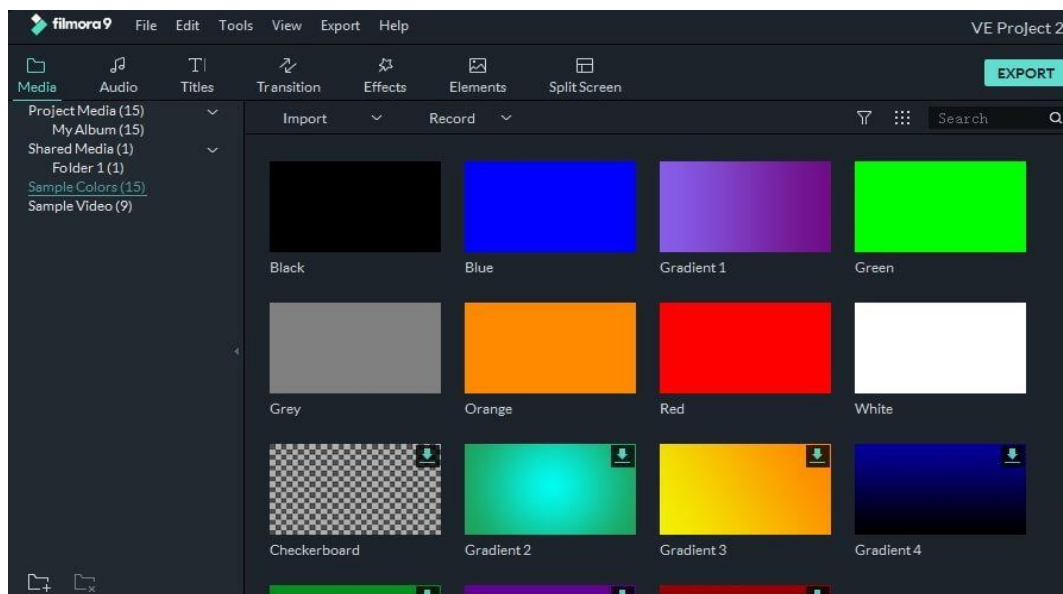 filmora9 File Edit Tools View Export Help VE Project 2
Media Audio Titles Transition Effects Elements Split Screen EXPORT
Project Media (15)
My Album (15)
Shared Media (1)
Folder 1 (1)
Sample Colors (15)
Sample Video (9)
Import Record Search
Black Blue Gradient 1 Green
Grey Orange Red White
Checkerboard Gradient 2 Gradient 3 Gradient 4